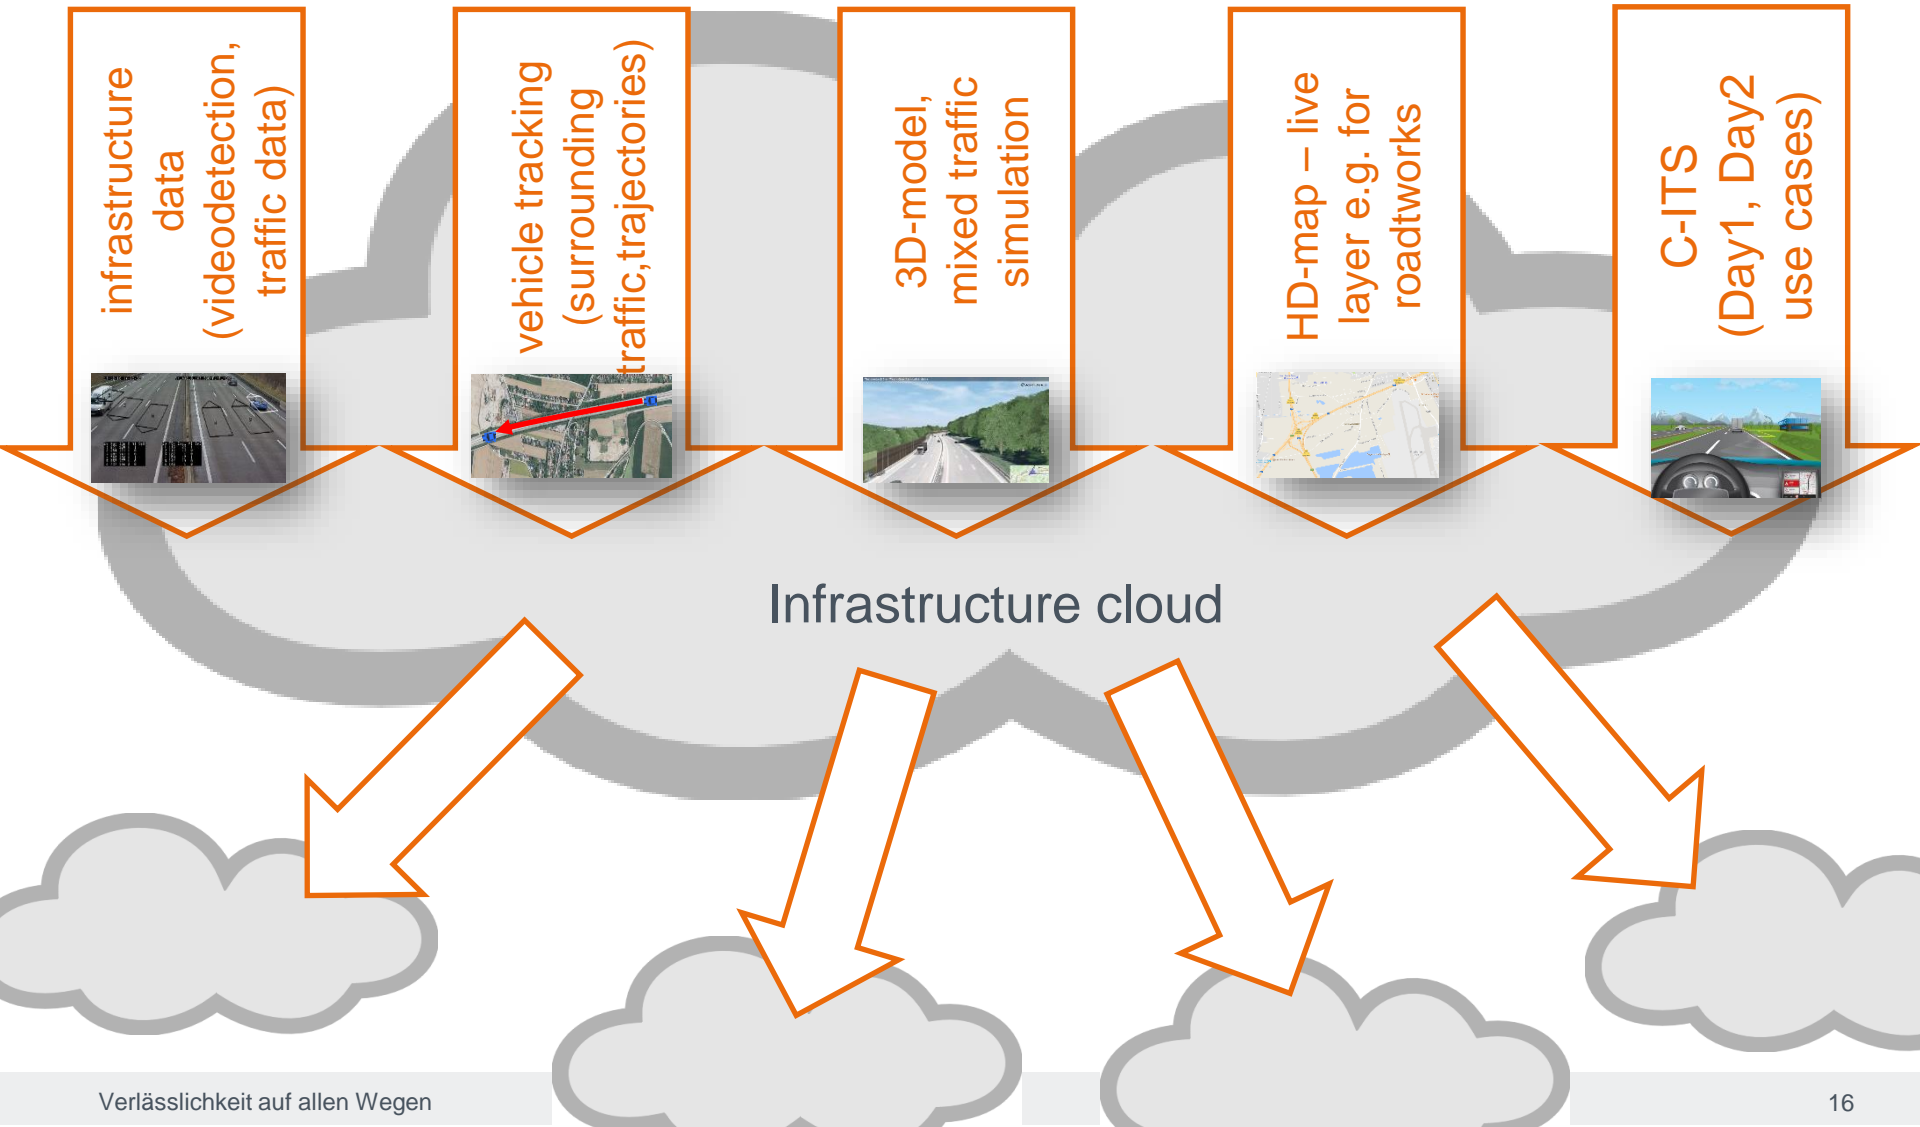 infrastructure
data
(videodetection,
traffic data)
vehicle tracking
(surrounding
traffic,trajectories)
3D-model,
mixed traffic
simulation
HD-map – live
layer e.g. for
roadtworks
C-ITS
(Day1, Day2
use cases)
Infrastructure cloud
Verlässlichkeit auf allen Wegen
16